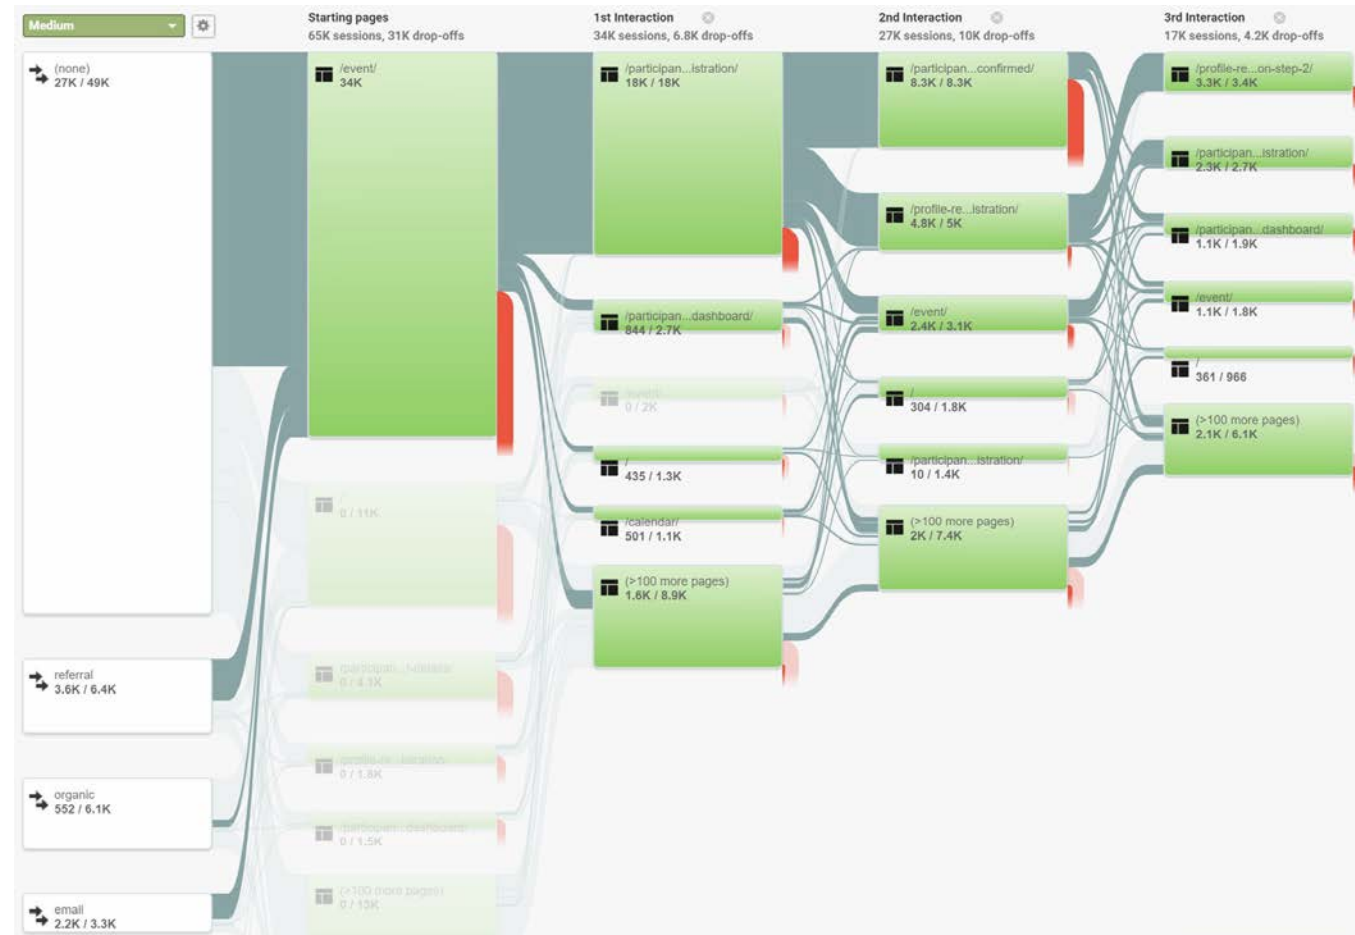 Medium
(none)
27K / 49K
referral
3.6K / 6.4K
organic
552 / 6.1K
email
2.2K / 3.3K
Starting pages
65K sessions, 31K drop-offs
/event/
34K
/
0 / 11K
0 / 4.3K
0 / 1.8K
/participan...dashboard/
0 / 1.5K
(>100 more pages)
0 / 13K
1st Interaction
34K sessions, 6.8K drop-offs
/participan...istration/
18K / 18K
/participan...dashboard/
844 / 2.7K
/event/
0 / 2K
/
435 / 1.3K
/calendar/
501 / 1.1K
(>100 more pages)
1.6K / 8.9K
2nd Interaction
27K sessions, 10K drop-offs
/participan...confirmed/
8.3K / 8.3K
/profile-re...istration/
4.8K / 5K
/event/
2.4K / 3.1K
/
304 / 1.8K
/participan...istration/
10 / 1.4K
(>100 more pages)
2K / 7.4K
3rd Interaction
17K sessions, 4.2K drop-offs
/profile-re...on-step-2/
3.3K / 3.4K
/participan...istration/
2.3K / 2.7K
/participan...dashboard/
1.1K / 1.9K
/event/
1.1K / 1.8K
/
361 / 966
(>100 more pages)
2.1K / 6.1K